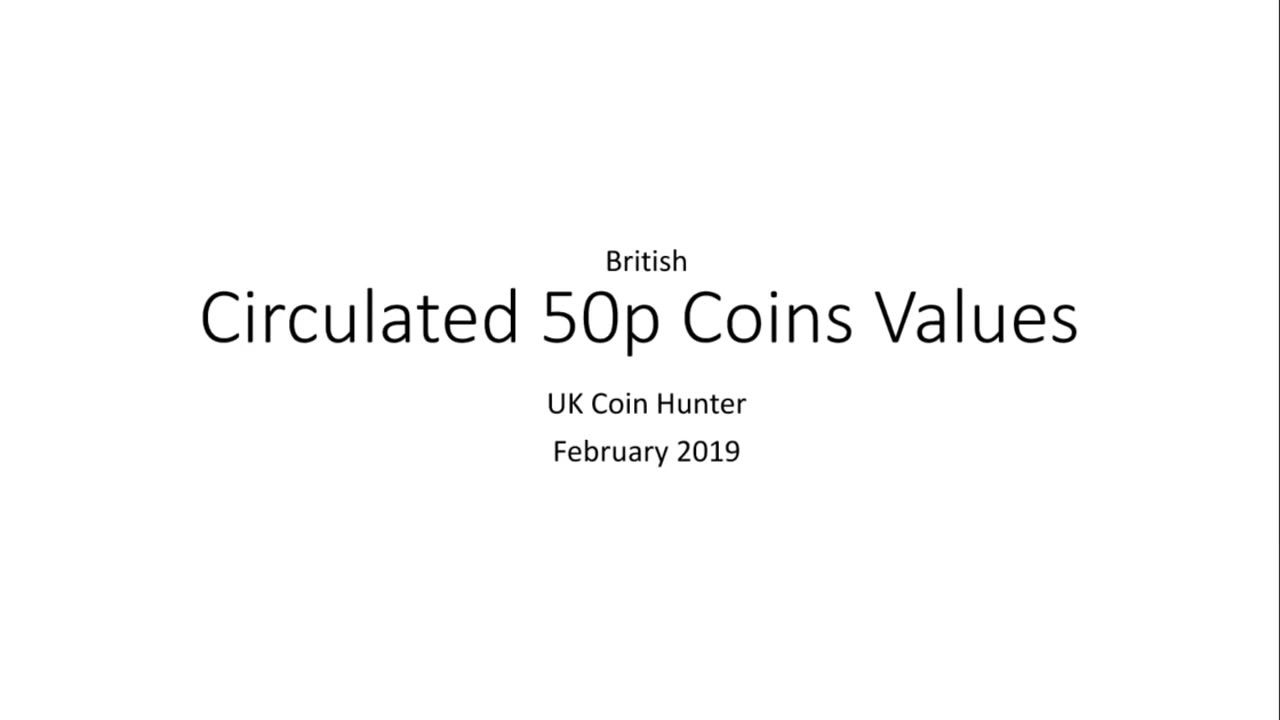 British
Circulated 50p Coins Values
UK Coin Hunter
February 2019